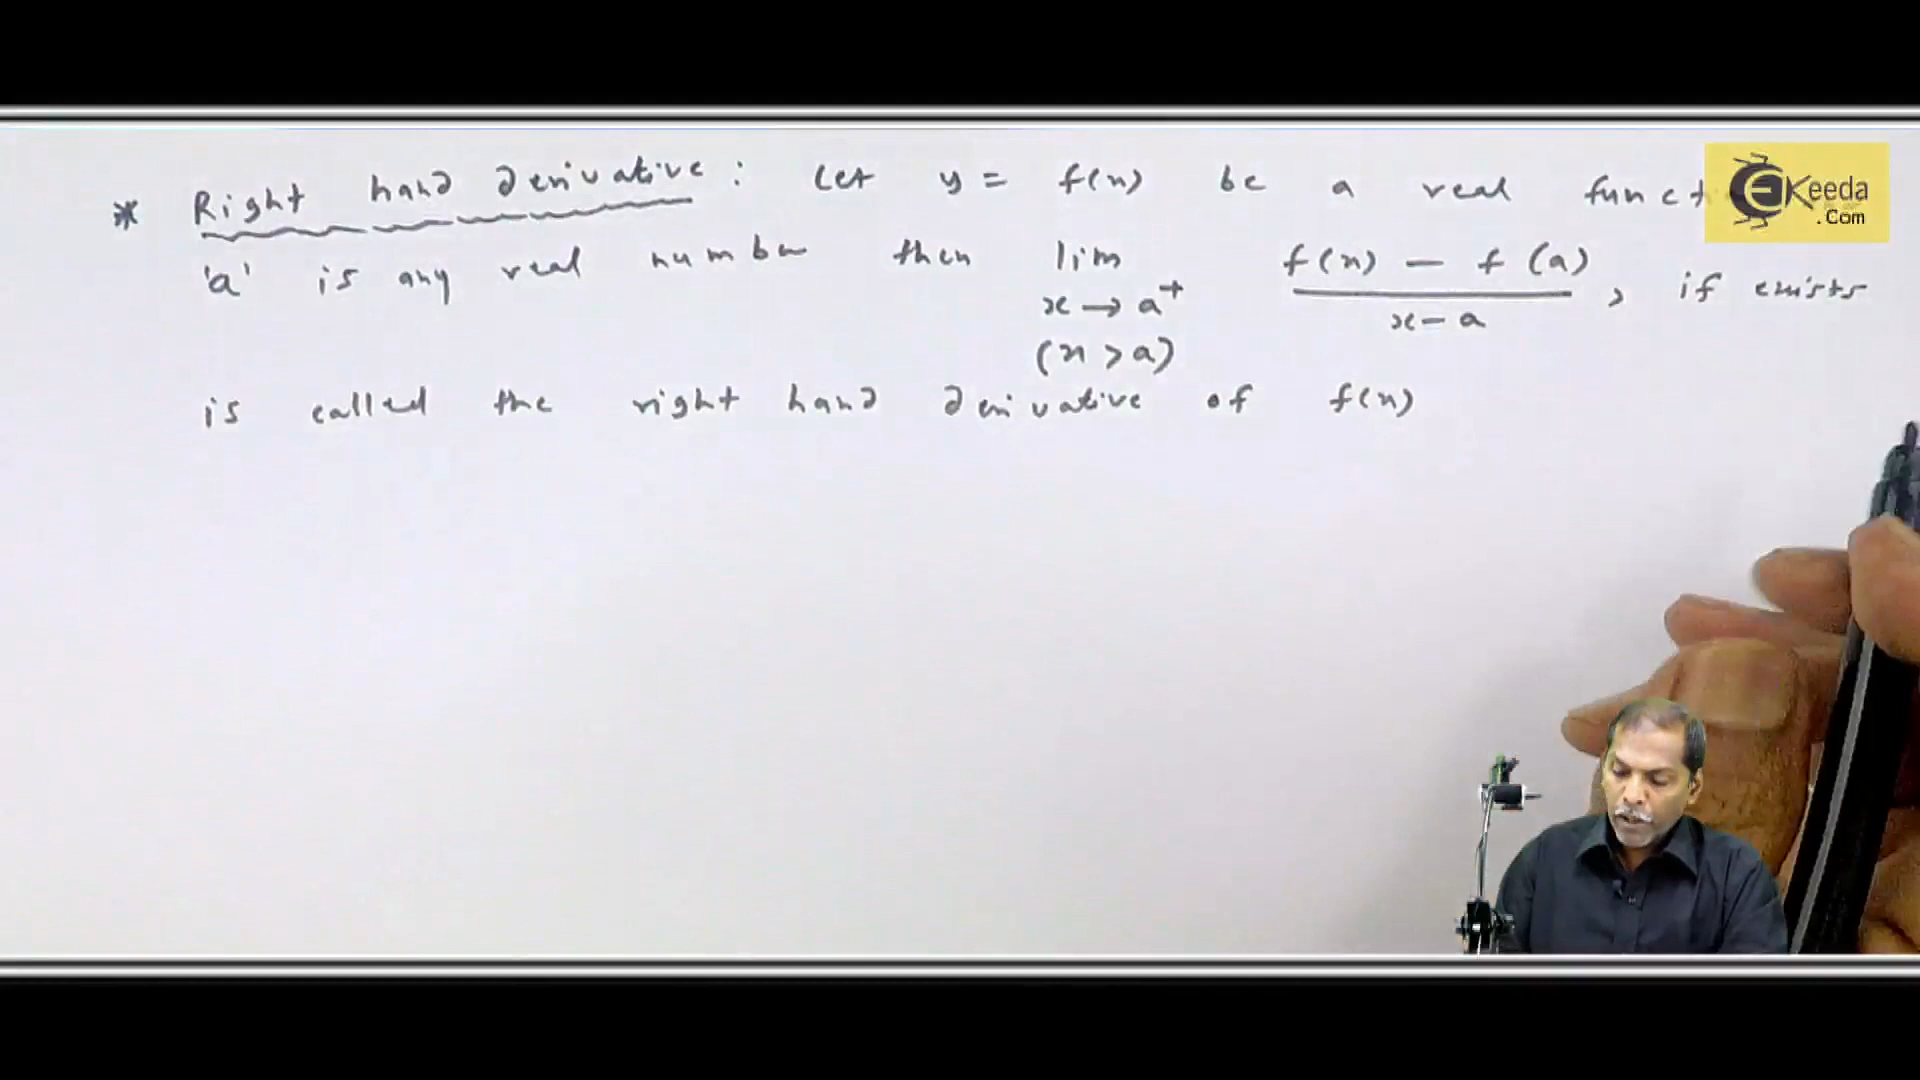 * Right hand derivative : Let y = f(x) be a real funct
Keeda
.Com
'a' is any real number then lim f(x) - f(a) , if exists
x → a⁺ x - a
(x > a)
is called the right hand derivative of f(x)